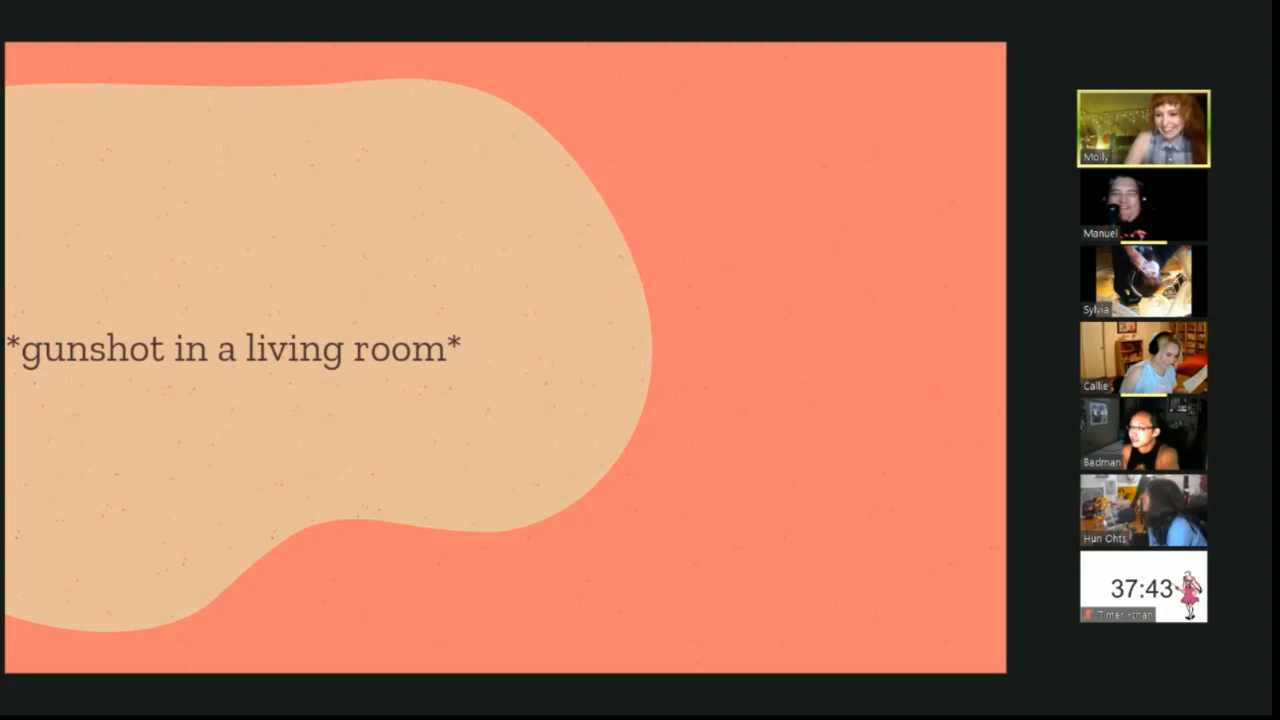 *gunshot in a living room*
Molly
Manuel
Sylvia
Callie
Badman
Hun Ohts
37:43
Timer -chan